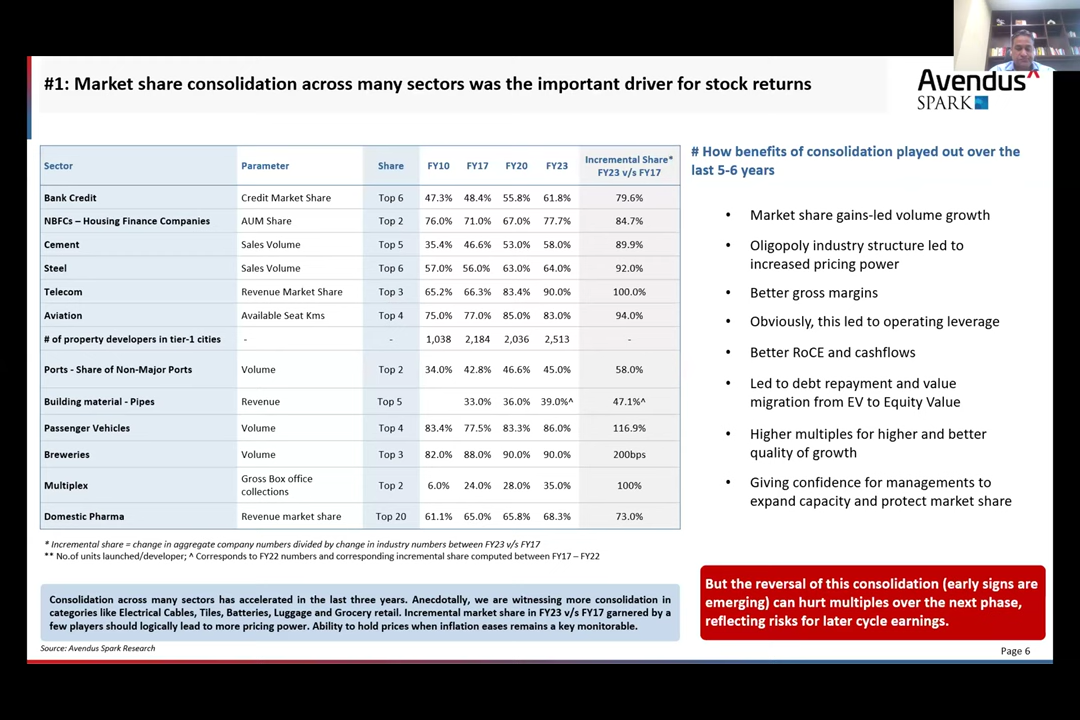 #1: Market share consolidation across many sectors was the important driver for stock returns
Avendus
SPARK
Sector Parameter Share FY10 FY17 FY20 FY23 Incremental Share* FY23 v/s FY17
Bank Credit Credit Market Share Top 6 47.3% 48.4% 55.8% 61.8% 79.6%
NBFCs – Housing Finance Companies AUM Share Top 2 76.0% 71.0% 67.0% 77.7% 84.7%
Cement Sales Volume Top 5 35.4% 46.6% 53.0% 58.0% 89.9%
Steel Sales Volume Top 6 57.0% 56.0% 63.0% 64.0% 92.0%
Telecom Revenue Market Share Top 3 65.2% 66.3% 83.4% 90.0% 100.0%
Aviation Available Seat Kms Top 4 75.0% 77.0% 85.0% 83.0% 94.0%
# of property developers in tier-1 cities - - 1,038 2,184 2,036 2,513 -
Ports - Share of Non-Major Ports Volume Top 2 34.0% 42.8% 46.6% 45.0% 58.0%
Building material - Pipes Revenue Top 5 33.0% 36.0% 39.0%^ 47.1%^
Passenger Vehicles Volume Top 4 83.4% 77.5% 83.3% 86.0% 116.9%
Breweries Volume Top 3 82.0% 88.0% 90.0% 90.0% 200bps
Multiplex Gross Box office collections Top 2 6.0% 24.0% 28.0% 35.0% 100%
Domestic Pharma Revenue market share Top 20 61.1% 65.0% 65.8% 68.3% 73.0%
* Incremental share = change in aggregate company numbers divided by change in industry numbers between FY23 v/s FY17
** No.of units launched/developer; ^ Corresponds to FY22 numbers and corresponding incremental share computed between FY17 – FY22
Consolidation across many sectors has accelerated in the last three years. Anecdotally, we are witnessing more consolidation in
categories like Electrical Cables, Tiles, Batteries, Luggage and Grocery retail. Incremental market share in FY23 v/s FY17 garnered by a
few players should logically lead to more pricing power. Ability to hold prices when inflation eases remains a key monitorable.
Source: Avendus Spark Research
# How benefits of consolidation played out over the
last 5-6 years
• Market share gains-led volume growth
• Oligopoly industry structure led to
increased pricing power
• Better gross margins
• Obviously, this led to operating leverage
• Better RoCE and cashflows
• Led to debt repayment and value
migration from EV to Equity Value
• Higher multiples for higher and better
quality of growth
• Giving confidence for managements to
expand capacity and protect market share
But the reversal of this consolidation (early signs are
emerging) can hurt multiples over the next phase,
reflecting risks for later cycle earnings.
Page 6